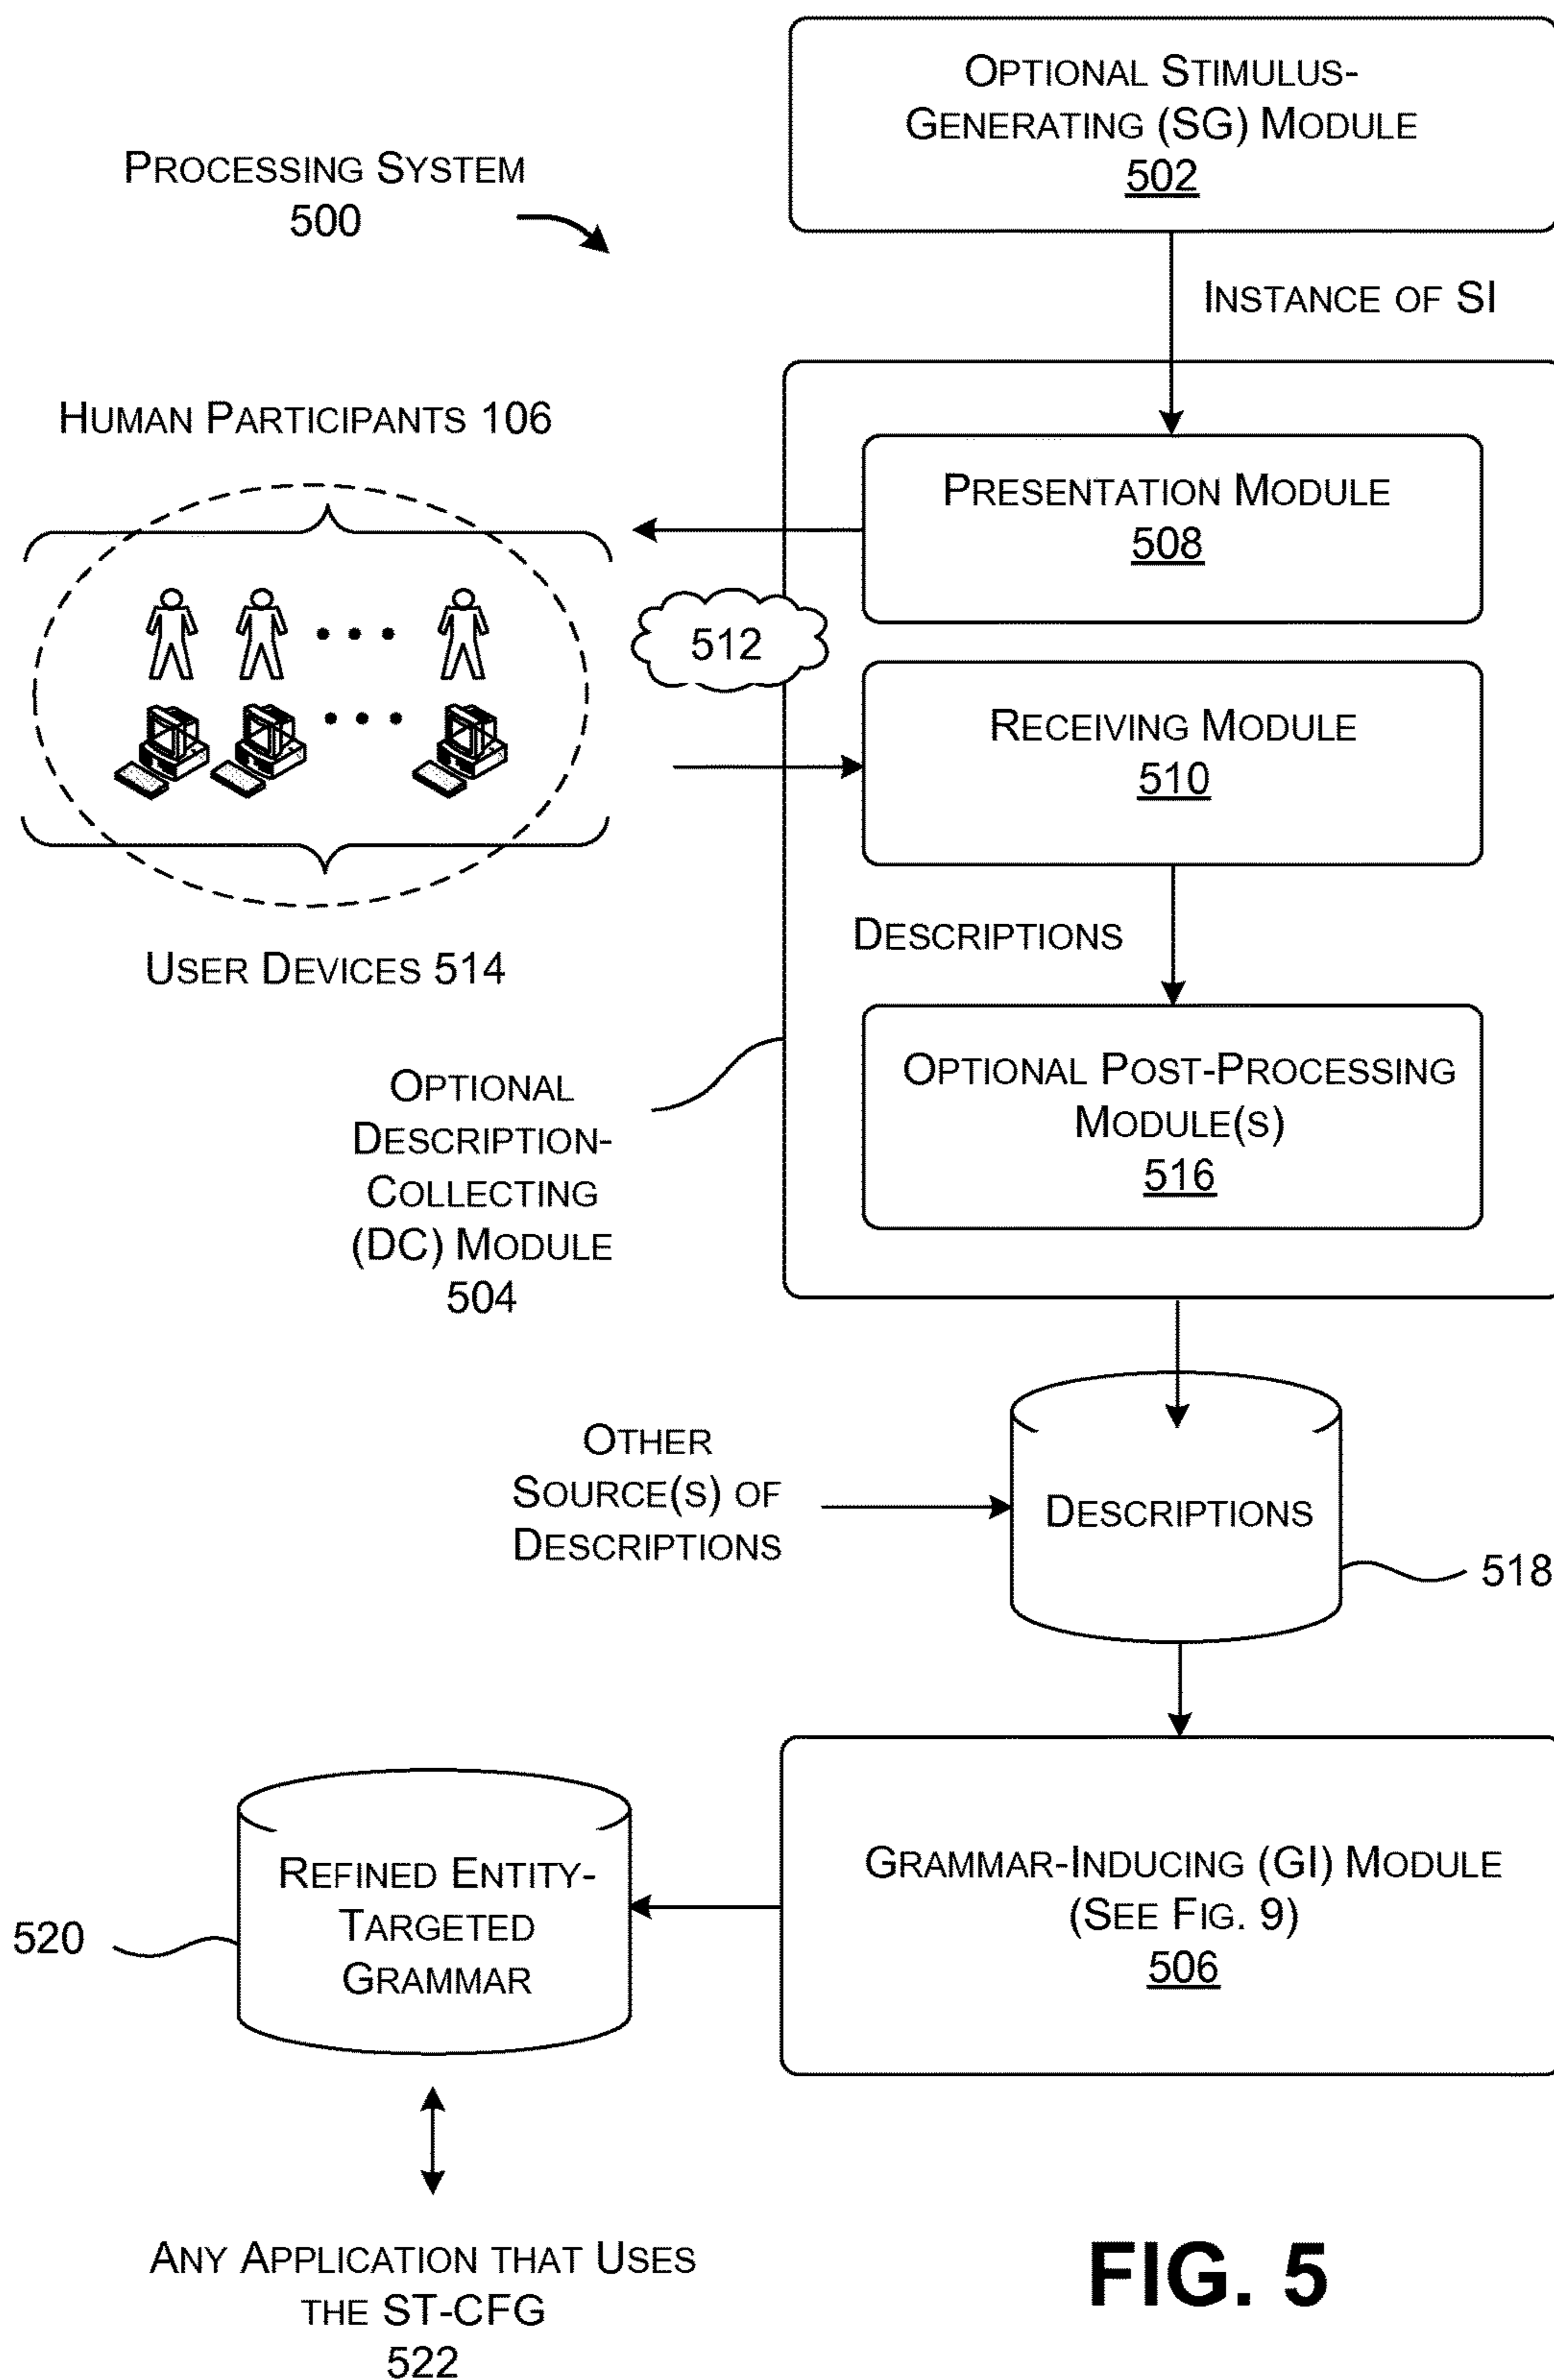 OPTIONAL STIMULUS-
GENERATING (SG) MODULE
502
PROCESSING SYSTEM
500
INSTANCE OF SI
HUMAN PARTICIPANTS 106
PRESENTATION MODULE
508
512
RECEIVING MODULE
510
DESCRIPTIONS
USER DEVICES 514
OPTIONAL POST-PROCESSING
MODULE(S)
516
OPTIONAL
DESCRIPTION-
COLLECTING
(DC) MODULE
504
OTHER
SOURCE(S) OF
DESCRIPTIONS
DESCRIPTIONS
518
GRAMMAR-INDUCING (GI) MODULE
(SEE FIG. 9)
506
REFINED ENTITY-
TARGETED
GRAMMAR
520
ANY APPLICATION THAT USES
THE ST-CFG
522
FIG. 5